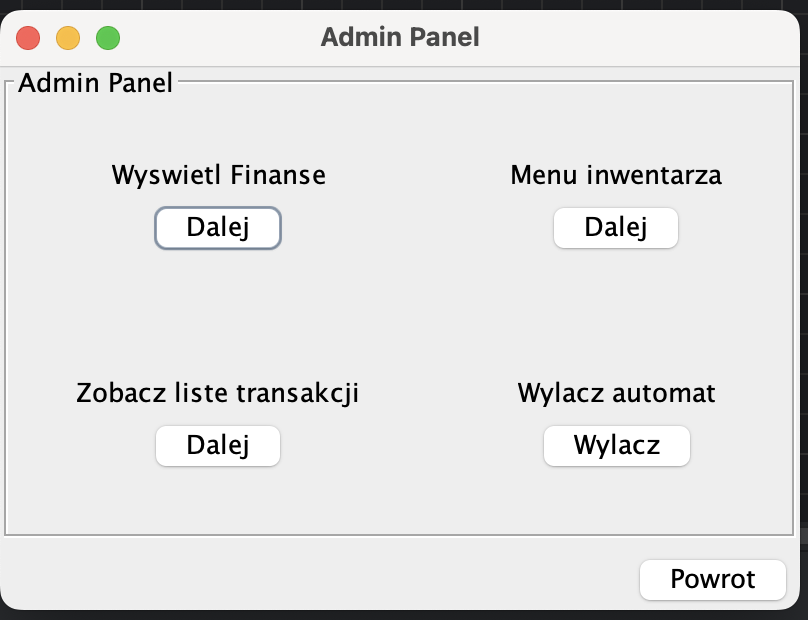 Admin Panel
Admin Panel
Wyswietl Finanse
Menu inwentarza
Dalej
Dalej
Zobacz liste transakcji
Wylacz automat
Dalej
Wylacz
Powrot